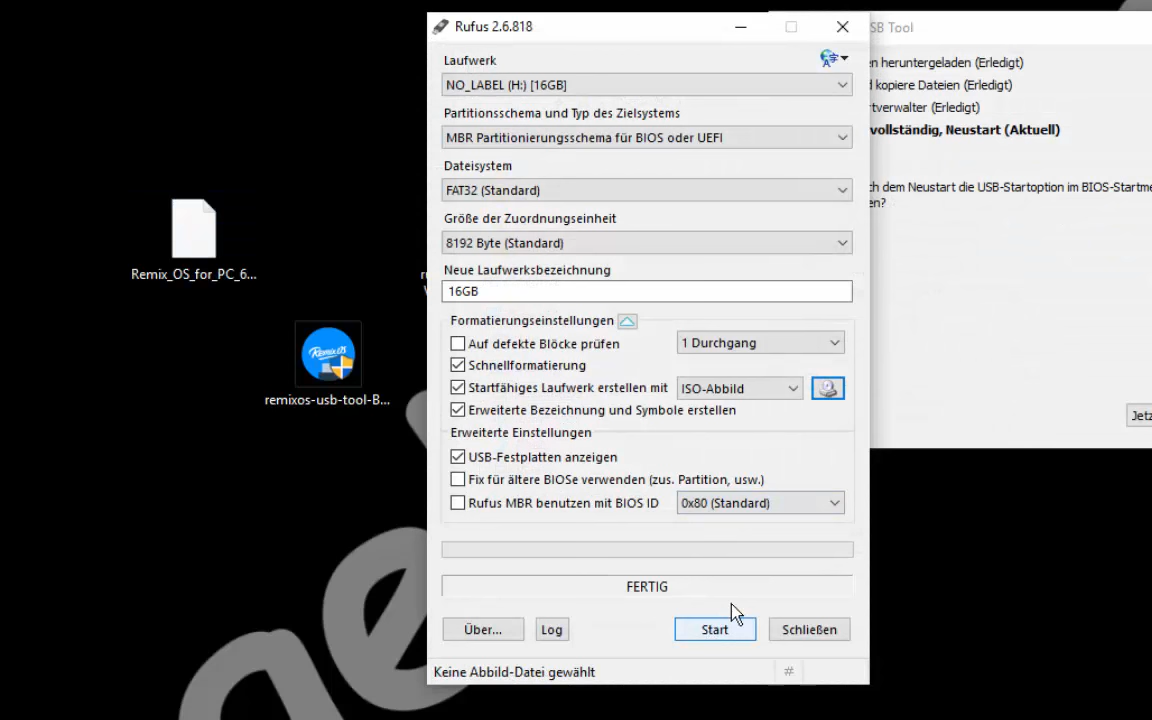 Rufus 2.6.818
Laufwerk
NO_LABEL (H:) [16GB]
Partitionsschema und Typ des Zielsystems
MBR Partitionierungsschema für BIOS oder UEFI
Dateisystem
FAT32 (Standard)
Größe der Zuordnungseinheit
8192 Byte (Standard)
Neue Laufwerksbezeichnung
16GB
Formatierungseinstellungen
Auf defekte Blöcke prüfen
1 Durchgang
Schnellformatierung
Startfähiges Laufwerk erstellen mit
ISO-Abbild
Erweiterte Bezeichnung und Symbole erstellen
Erweiterte Einstellungen
USB-Festplatten anzeigen
Fix für ältere BIOSe verwenden (zus. Partition, usw.)
Rufus MBR benutzen mit BIOS ID
0x80 (Standard)
FERTIG
Über...
Log
Start
Schließen
Keine Abbild-Datei gewählt
#
SB Tool
en heruntergeladen (Erledigt)
d kopiere Dateien (Erledigt)
rtverwalter (Erledigt)
vollständig, Neustart (Aktuell)
ch dem Neustart die USB-Startoption im BIOS-Startme
en?
Jetz
Remix_OS_for_PC_6...
Remix OS
remixos-usb-tool-B...